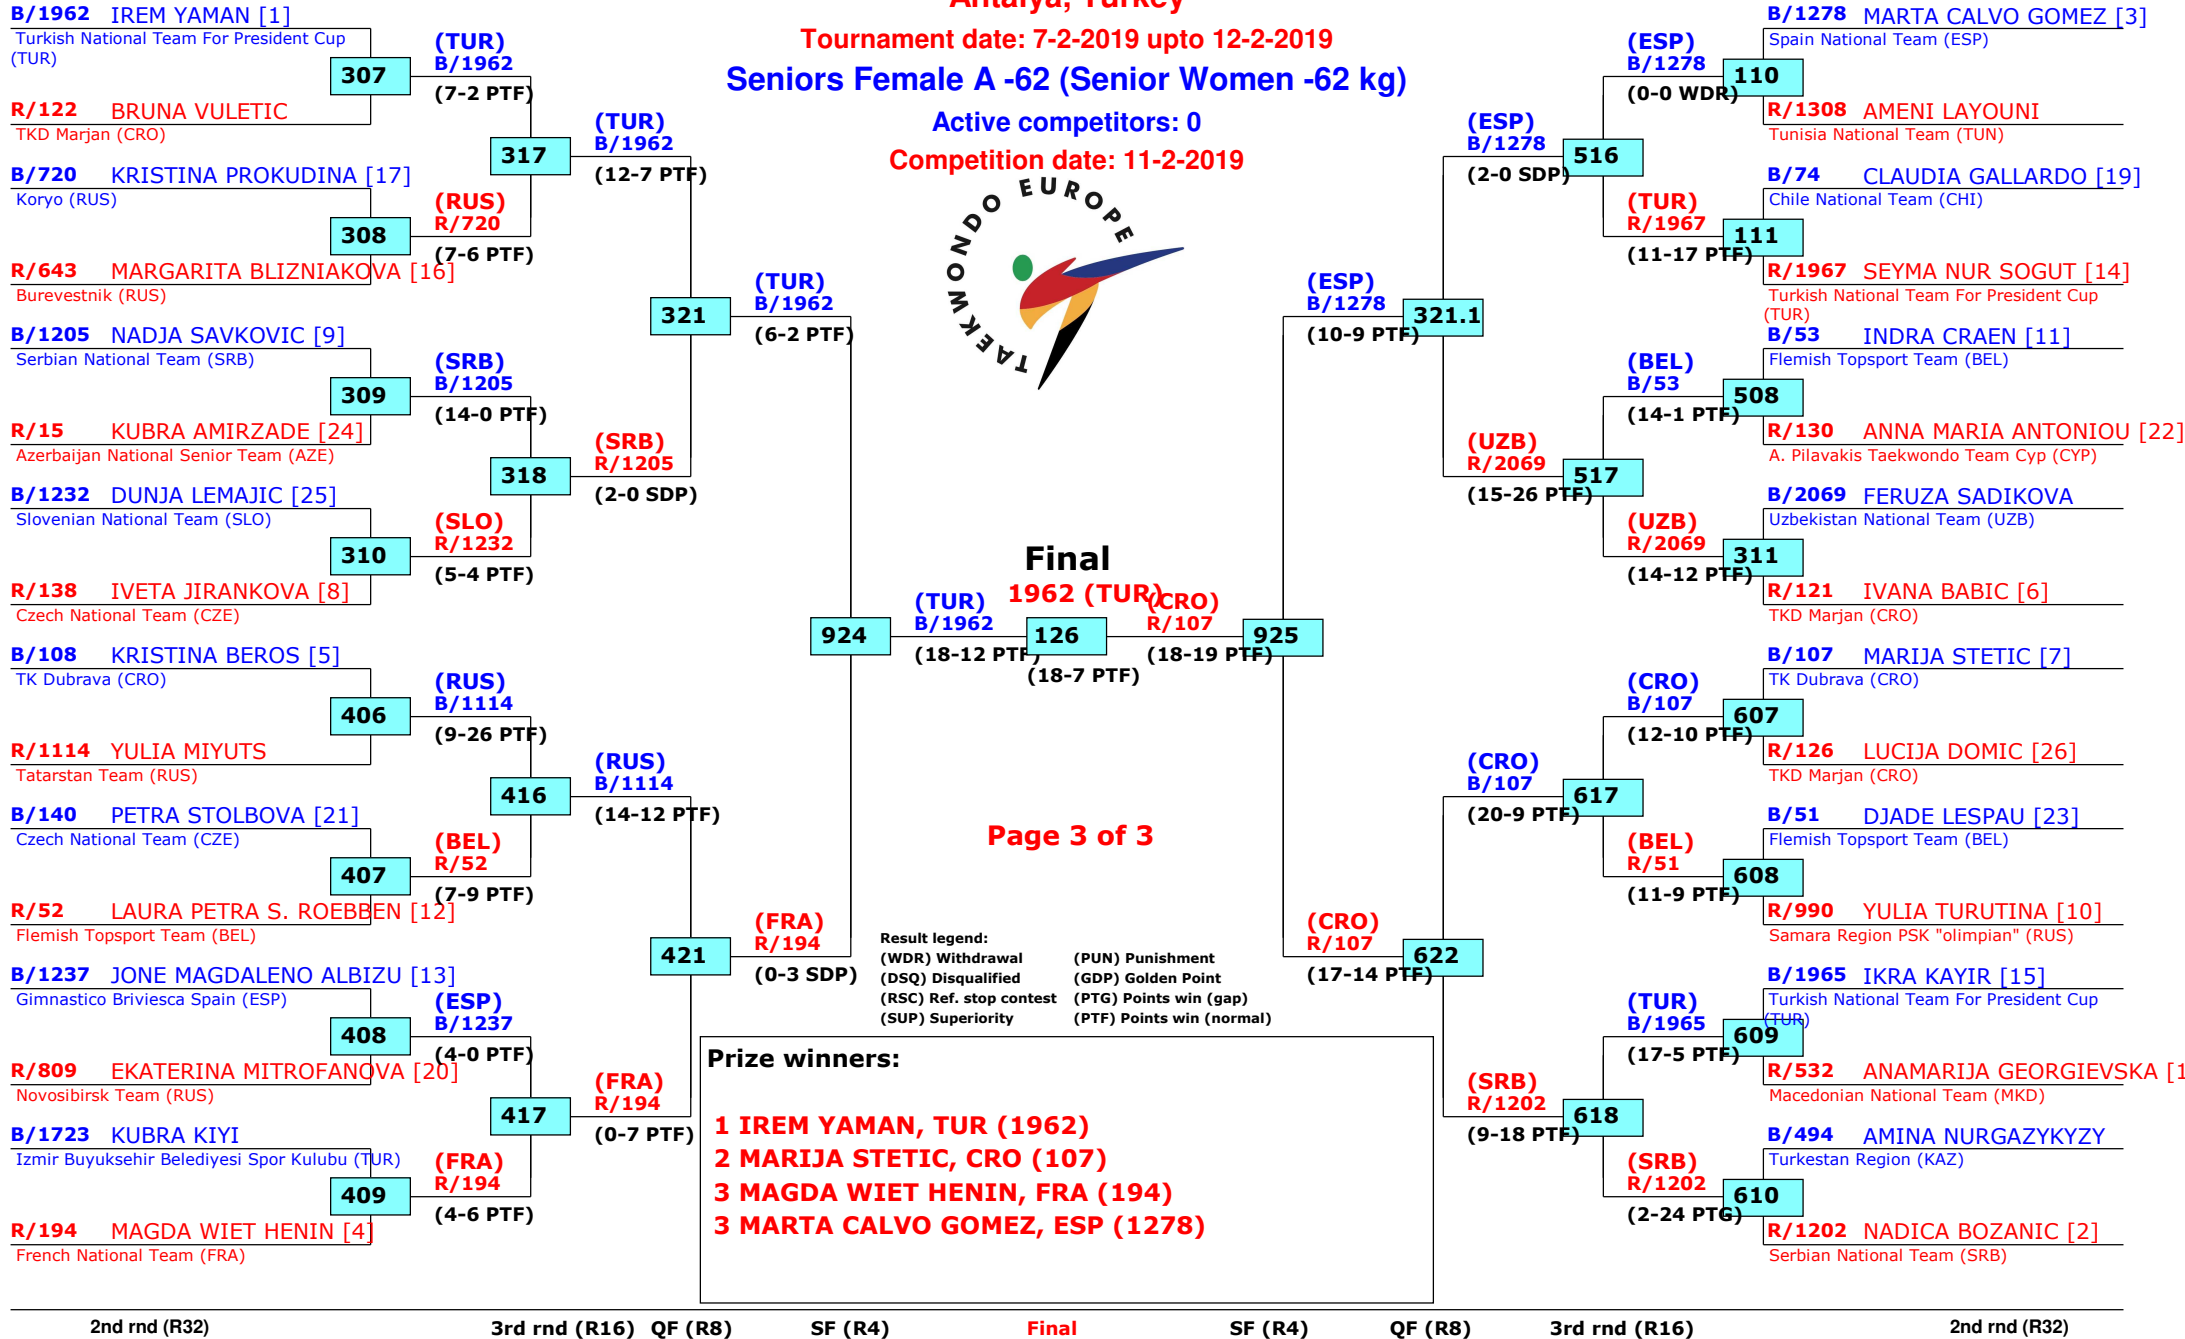 Antalya, Turkey
Tournament date: 7-2-2019 upto 12-2-2019
Seniors Female A -62 (Senior Women -62 kg)
Active competitors: 0
Competition date: 11-2-2019
TAEKWONDO EUROPE
B/1962 IREM YAMAN [1]
Turkish National Team For President Cup
(TUR)
307
R/122 BRUNA VULETIC
TKD Marjan (CRO)
B/720 KRISTINA PROKUDINA [17]
Koryo (RUS)
308
R/643 MARGARITA BLIZNIAKOVA [16]
Burevestnik (RUS)
B/1205 NADJA SAVKOVIC [9]
Serbian National Team (SRB)
309
R/15 KUBRA AMIRZADE [24]
Azerbaijan National Senior Team (AZE)
B/1232 DUNJA LEMAJIC [25]
Slovenian National Team (SLO)
310
R/138 IVETA JIRANKOVA [8]
Czech National Team (CZE)
B/108 KRISTINA BEROS [5]
TK Dubrava (CRO)
406
R/1114 YULIA MIYUTS
Tatarstan Team (RUS)
B/140 PETRA STOLBOVA [21]
Czech National Team (CZE)
407
R/52 LAURA PETRA S. ROEBBEN [12]
Flemish Topsport Team (BEL)
B/1237 JONE MAGDALENO ALBIZU [13]
Gimnastico Briviesca Spain (ESP)
408
R/809 EKATERINA MITROFANOVA [20]
Novosibirsk Team (RUS)
B/1723 KUBRA KIYI
Izmir Buyuksehir Belediyesi Spor Kulubu (TUR)
409
R/194 MAGDA WIET HENIN [4]
French National Team (FRA)
(TUR)
B/1962
(7-2 PTF)
317
(RUS)
R/720
(7-6 PTF)
(SRB)
B/1205
(14-0 PTF)
318
(SLO)
R/1232
(5-4 PTF)
(RUS)
B/1114
(9-26 PTF)
416
(BEL)
R/52
(7-9 PTF)
(ESP)
B/1237
(4-0 PTF)
417
(FRA)
R/194
(4-6 PTF)
(TUR)
B/1962
(12-7 PTF)
321
(SRB)
R/1205
(2-0 SDP)
(RUS)
B/1114
(14-12 PTF)
421
(FRA)
R/194
(0-7 PTF)
(TUR)
B/1962
(6-2 PTF)
924
(FRA)
R/194
(0-3 SDP)
(TUR)
B/1962
(18-12 PTF)
Final
1962 (TUR)
126
(18-7 PTF)
(CRO)
R/107
(18-19 PTF)
925
(ESP)
B/1278
(10-9 PTF)
321.1
(CRO)
R/107
(17-14 PTF)
622
(ESP)
B/1278
(2-0 SDP)
516
(UZB)
R/2069
(15-26 PTF)
517
(CRO)
B/107
(20-9 PTF)
617
(SRB)
R/1202
(9-18 PTF)
618
(ESP)
B/1278
(0-0 WDR)
(TUR)
R/1967
(11-17 PTF)
(BEL)
B/53
(14-1 PTF)
(UZB)
R/2069
(14-12 PTF)
(CRO)
B/107
(12-10 PTF)
(BEL)
R/51
(11-9 PTF)
(TUR)
B/1965
(17-5 PTF)
(SRB)
R/1202
(2-24 PTG)
B/1278 MARTA CALVO GOMEZ [3]
Spain National Team (ESP)
110
R/1308 AMENI LAYOUNI
Tunisia National Team (TUN)
B/74 CLAUDIA GALLARDO [19]
Chile National Team (CHI)
111
R/1967 SEYMA NUR SOGUT [14]
Turkish National Team For President Cup
(TUR)
B/53 INDRA CRAEN [11]
Flemish Topsport Team (BEL)
508
R/130 ANNA MARIA ANTONIOU [22]
A. Pilavakis Taekwondo Team Cyp (CYP)
B/2069 FERUZA SADIKOVA
Uzbekistan National Team (UZB)
311
R/121 IVANA BABIC [6]
TKD Marjan (CRO)
B/107 MARIJA STETIC [7]
TK Dubrava (CRO)
607
R/126 LUCIJA DOMIC [26]
TKD Marjan (CRO)
B/51 DJADE LESPAU [23]
Flemish Topsport Team (BEL)
608
R/990 YULIA TURUTINA [10]
Samara Region PSK "olimpian" (RUS)
B/1965 IKRA KAYIR [15]
Turkish National Team For President Cup
(TUR)
609
R/532 ANAMARIJA GEORGIEVSKA [1
Macedonian National Team (MKD)
B/494 AMINA NURGAZYKYZY
Turkestan Region (KAZ)
610
R/1202 NADICA BOZANIC [2]
Serbian National Team (SRB)
Page 3 of 3
Result legend:
(WDR) Withdrawal (PUN) Punishment
(DSQ) Disqualified (GDP) Golden Point
(RSC) Ref. stop contest (PTG) Points win (gap)
(SUP) Superiority (PTF) Points win (normal)
Prize winners:
1 IREM YAMAN, TUR (1962)
2 MARIJA STETIC, CRO (107)
3 MAGDA WIET HENIN, FRA (194)
3 MARTA CALVO GOMEZ, ESP (1278)
2nd rnd (R32) 3rd rnd (R16) QF (R8) SF (R4) Final SF (R4) QF (R8) 3rd rnd (R16) 2nd rnd (R32)